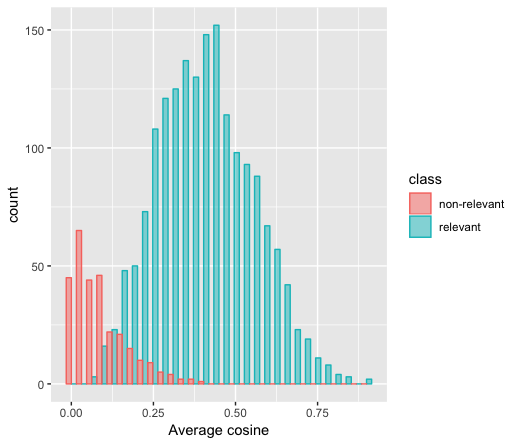 150
100
50
0
count
0.00 0.25 0.50 0.75
Average cosine
class
non-relevant
relevant